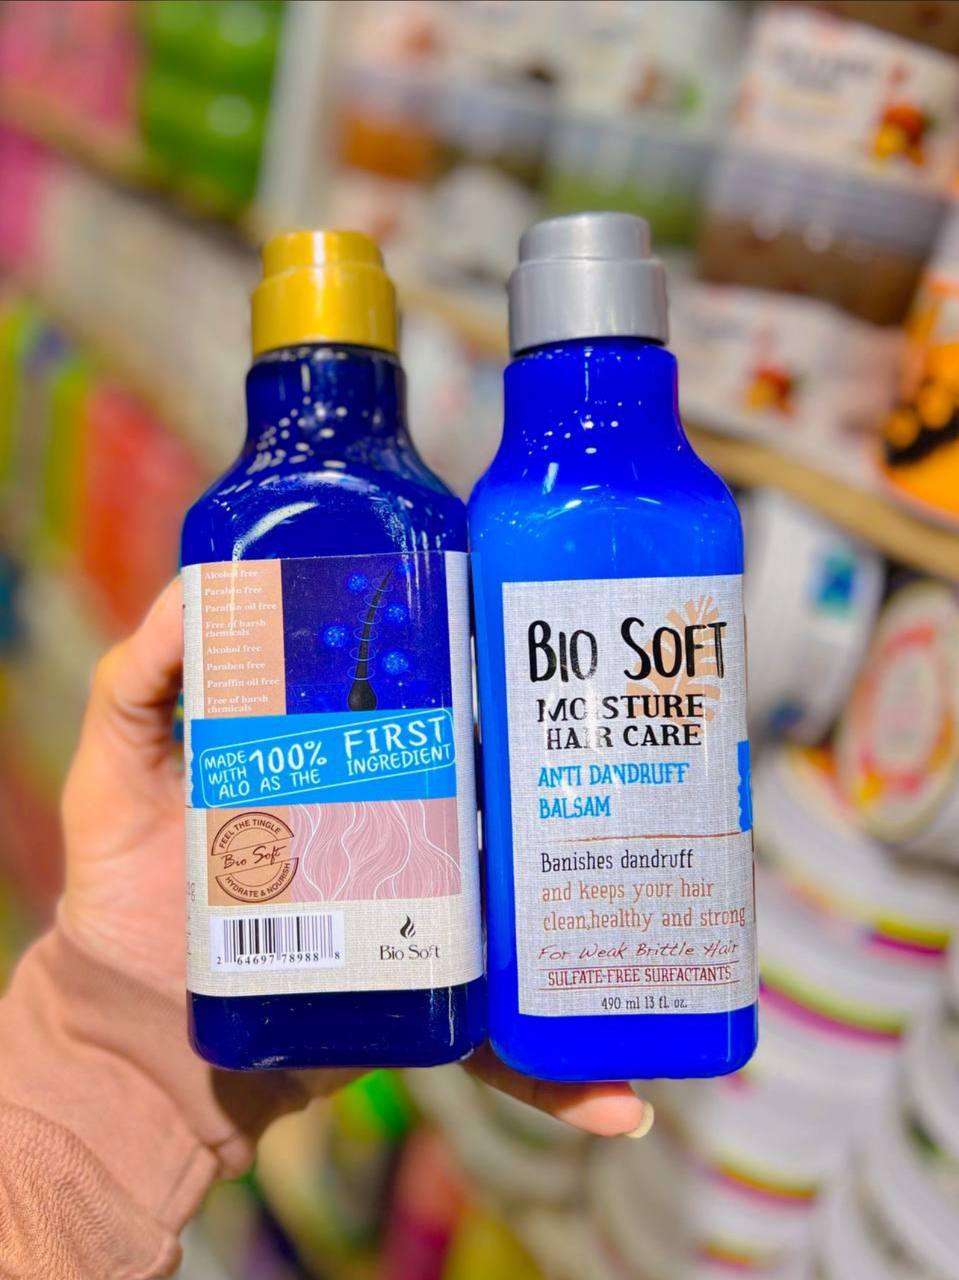 Alcohol free
Paraben free
Paraffin oil free
Free of harsh
chemicals
Alcohol free
Paraben free
Paraffin oil free
Free of harsh
chemicals
MADE WITH ALO 100% AS THE FIRST INGREDIENT
FEEL THE TINGLE
Bio Soft
HYDRATE & NOURISH
2 64697 78988 8
Bio Soft
BIO SOFT
MOISTURE
HAIR CARE
ANTI DANDRUFF
BALSAM
Banishes dandruff
and keeps your hair
clean,healthy and strong
For Weak Brittle Hair
SULFATE-FREE SURFACTANTS
490 ml 13 fl. oz.